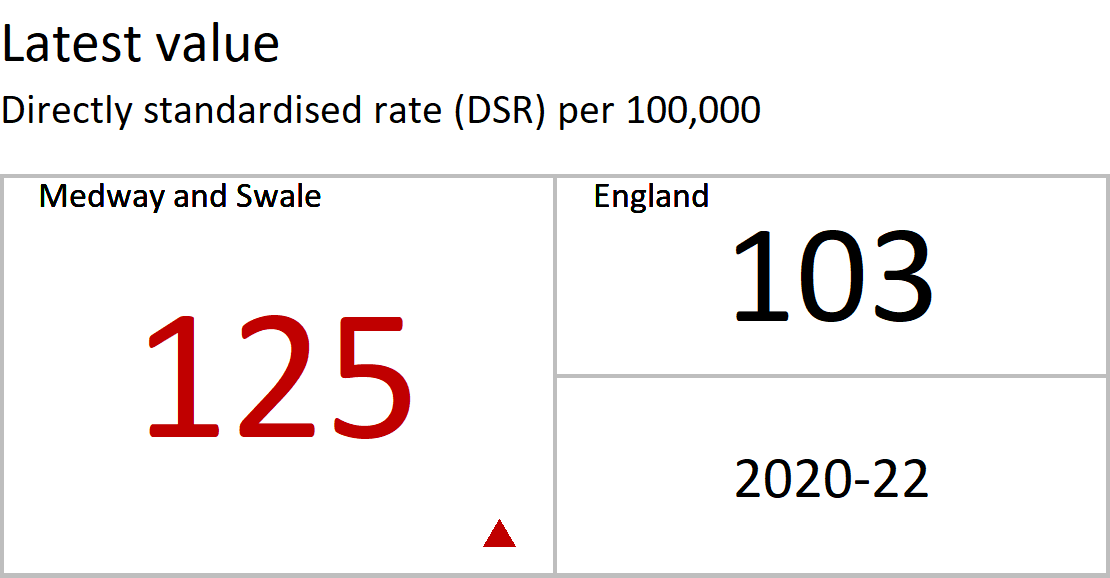 Latest value
Directly standardised rate (DSR) per 100,000
Medway and Swale
125
England
103
2020-22